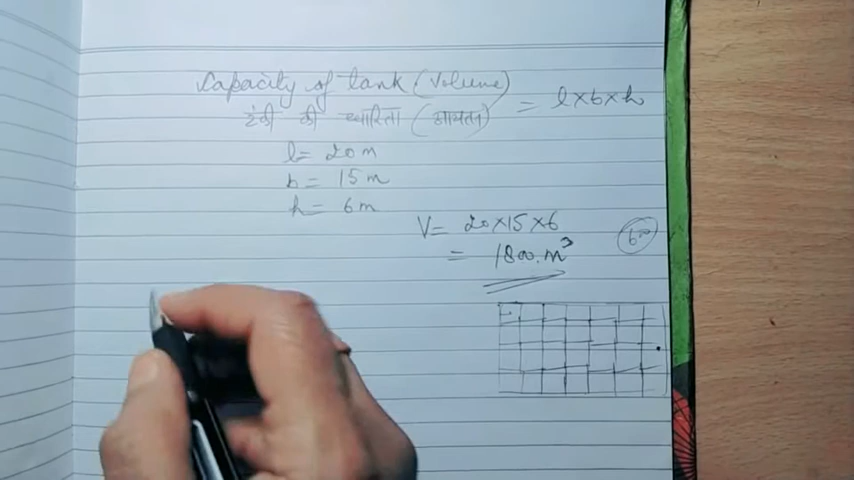 Capacity of tank (Volume)
टंकी की धारिता (आयतन) = l×b×h
l = 20 m
b = 15 m
h = 6 m
V = 20×15×6
= 1800 m³